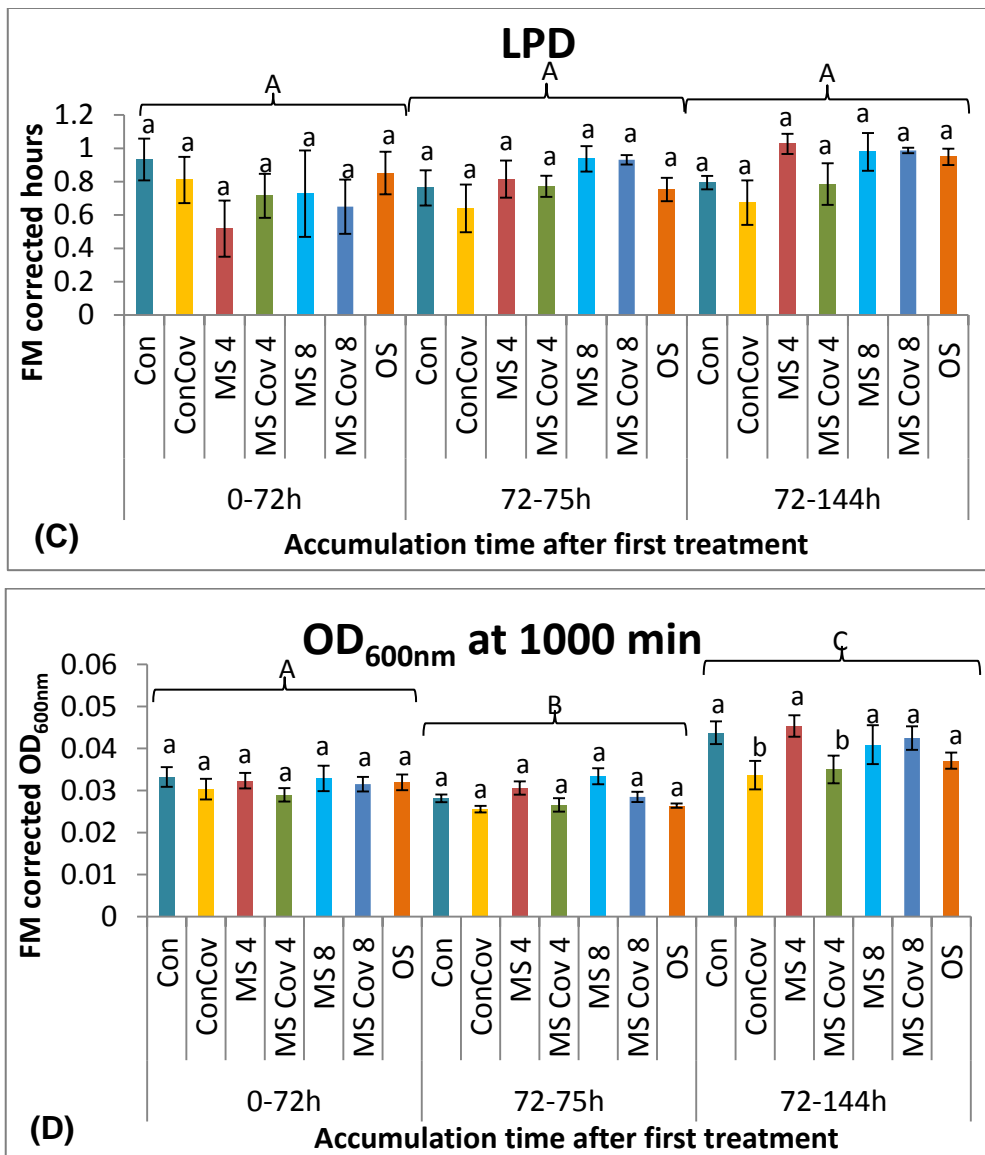 LPD
A A A
1.2
1
0.8
0.6
0.4
0.2
0
FM corrected hours
a a a a a a a a a a a a a a a a a a a a a
Con ConCov MS 4 MS Cov 4 MS 8 MS Cov 8 OS Con ConCov MS 4 MS Cov 4 MS 8 MS Cov 8 OS Con ConCov MS 4 MS Cov 4 MS 8 MS Cov 8 OS
0-72h 72-75h 72-144h
(C) Accumulation time after first treatment
OD600nm at 1000 min
A B C
0.06
0.05
0.04
0.03
0.02
0.01
0
FM corrected OD600nm
a a a a a a a a a a a a a a a b a b a a a
Con ConCov MS 4 MS Cov 4 MS 8 MS Cov 8 OS Con ConCov MS 4 MS Cov 4 MS 8 MS Cov 8 OS Con ConCov MS 4 MS Cov 4 MS 8 MS Cov 8 OS
0-72h 72-75h 72-144h
(D) Accumulation time after first treatment